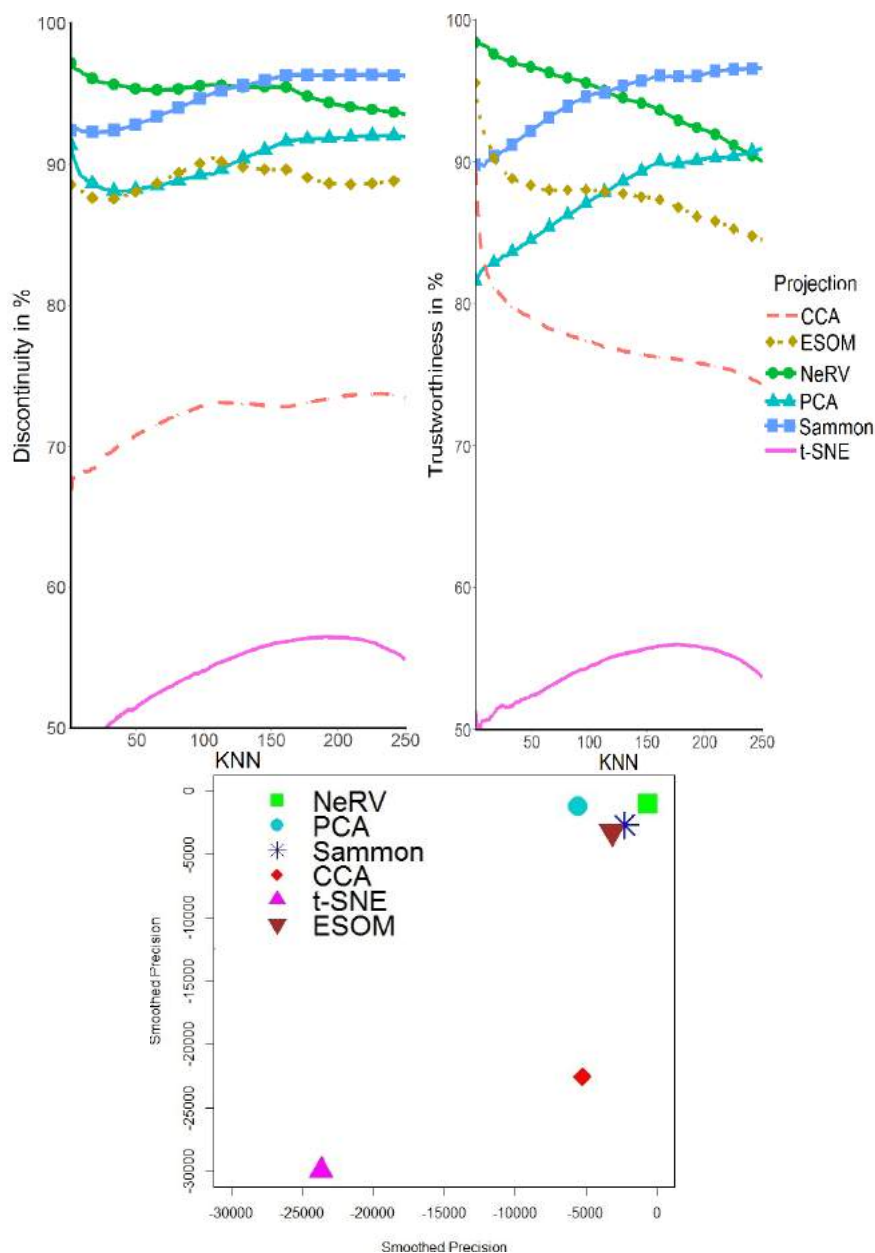 100
90
80
70
60
50
Discontinuity in %
50
100
150
200
250
KNN
100
90
80
70
60
50
Trustworthiness in %
50
100
150
200
250
KNN
Projection
CCA
ESOM
NeRV
PCA
Sammon
t-SNE
NeRV
PCA
Sammon
CCA
t-SNE
ESOM
0
-5000
-10000
-15000
-20000
-25000
-30000
Smoothed Precision
-30000
-25000
-20000
-15000
-10000
-5000
0
Smoothed Precision